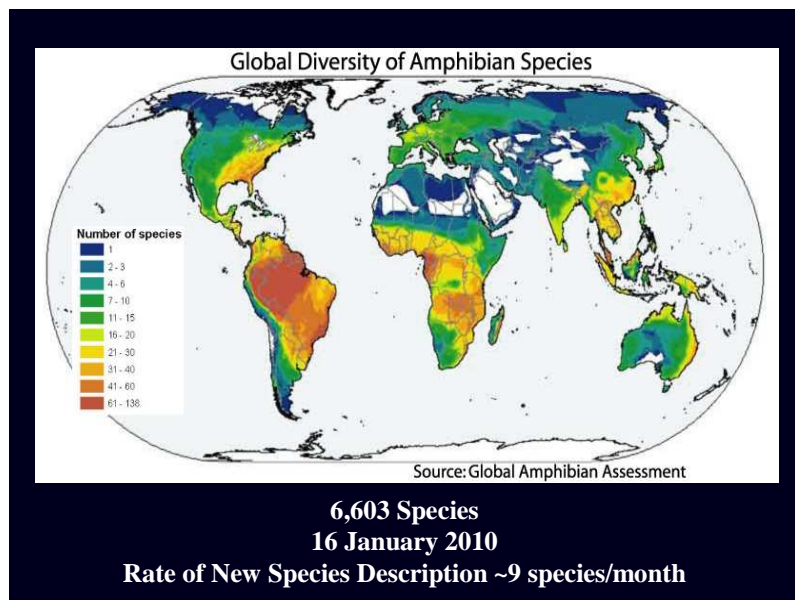 Global Diversity of Amphibian Species
Number of species
1
2 - 3
4 - 6
7 - 10
11 - 15
16 - 20
21 - 30
31 - 40
41 - 60
61 - 138
Source: Global Amphibian Assessment
6,603 Species
16 January 2010
Rate of New Species Description ~9 species/month